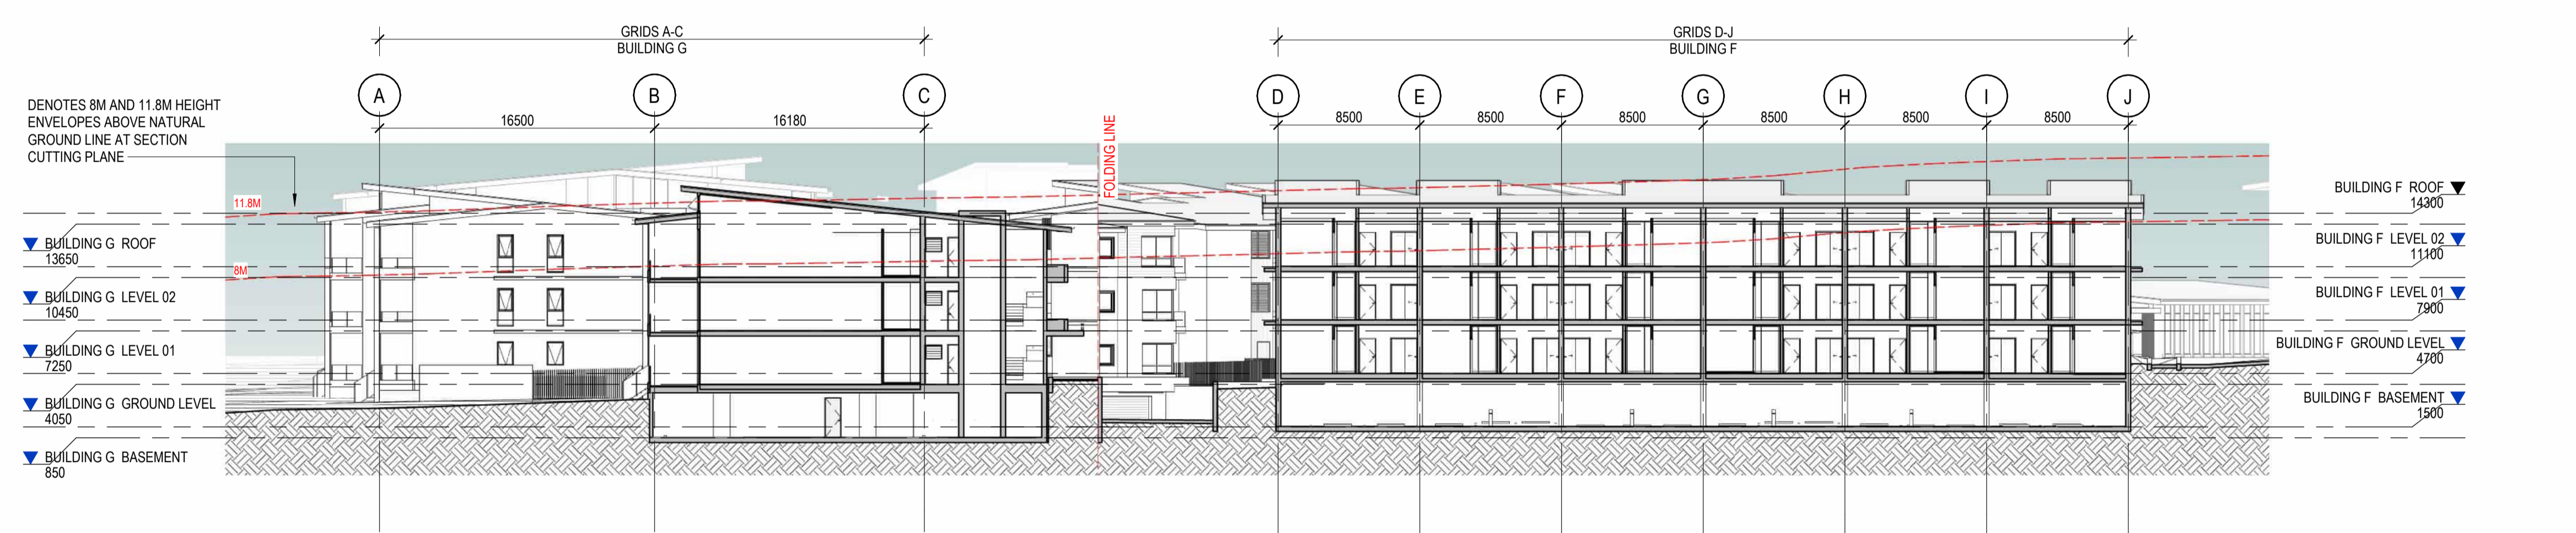 GRIDS A-C
BUILDING G
GRIDS D-J
BUILDING F
A
B
C
D
E
F
G
H
I
J
16500
16180
8500
8500
8500
8500
8500
8500
DENOTES 8M AND 11.8M HEIGHT
ENVELOPES ABOVE NATURAL
GROUND LINE AT SECTION
CUTTING PLANE
FOLDING LINE
11.8M
8M
BUILDING G ROOF
13650
BUILDING G LEVEL 02
10450
BUILDING G LEVEL 01
7250
BUILDING G GROUND LEVEL
4050
BUILDING G BASEMENT
850
BUILDING F ROOF
14300
BUILDING F LEVEL 02
11100
BUILDING F LEVEL 01
7900
BUILDING F GROUND LEVEL
4700
BUILDING F BASEMENT
1500